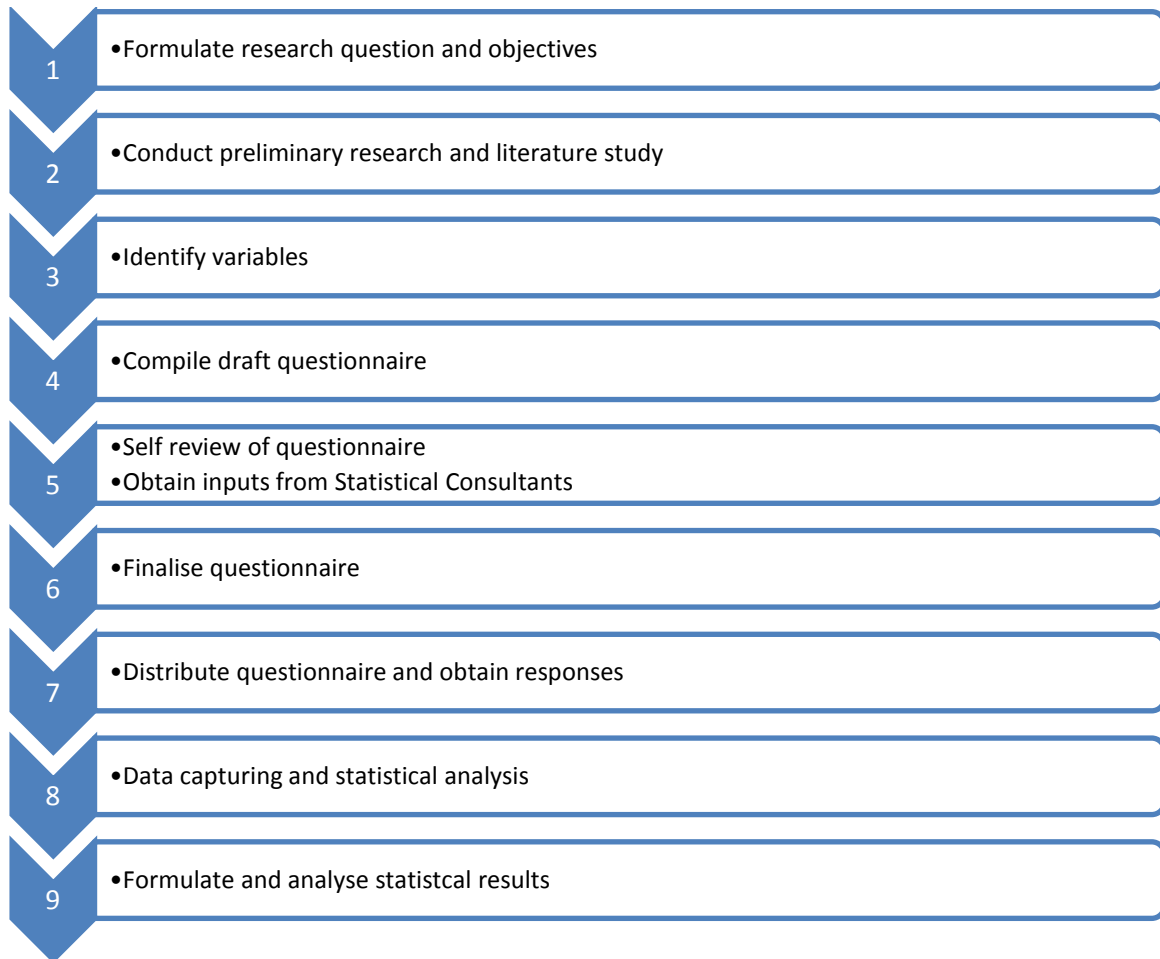 1
•Formulate research question and objectives
2
•Conduct preliminary research and literature study
3
•Identify variables
4
•Compile draft questionnaire
5
•Self review of questionnaire
•Obtain inputs from Statistical Consultants
6
•Finalise questionnaire
7
•Distribute questionnaire and obtain responses
8
•Data capturing and statistical analysis
9
•Formulate and analyse statistcal results